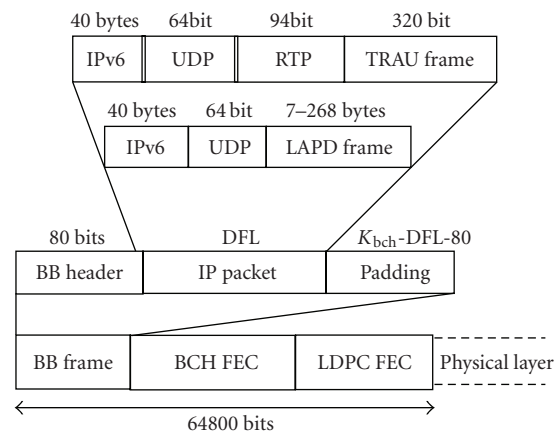 40 bytes 64bit 94bit 320 bit
IPv6 UDP RTP TRAU frame
40 bytes 64 bit 7–268 bytes
IPv6 UDP LAPD frame
80 bits DFL K_bch-DFL-80
BB header IP packet Padding
BB frame BCH FEC LDPC FEC Physical layer
64800 bits